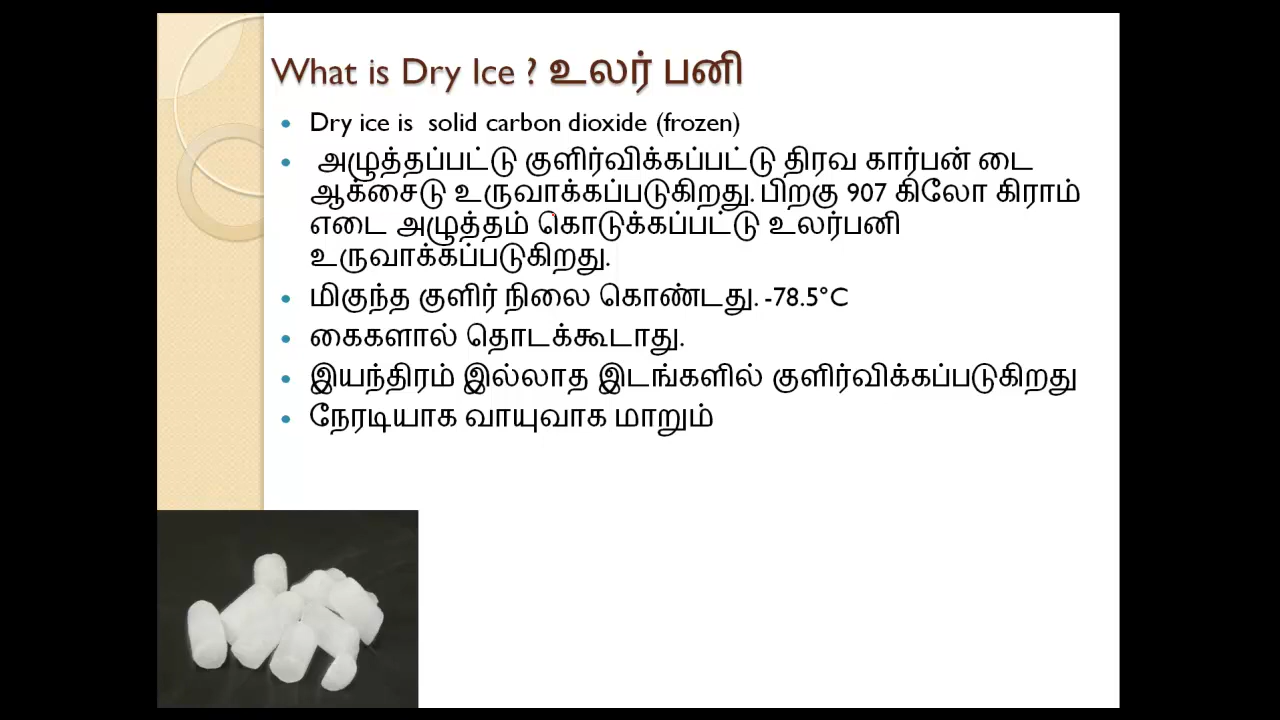 What is Dry Ice ? உலர் பனி
Dry ice is solid carbon dioxide (frozen)
அழுத்தப்பட்டு குளிர்விக்கப்பட்டு திரவ கார்பன் டை
ஆக்சைடு உருவாக்கப்படுகிறது. பிறகு 907 கிலோ கிராம்
எடை அழுத்தம் கொடுக்கப்பட்டு உலர்பனி
உருவாக்கப்படுகிறது.
மிகுந்த குளிர் நிலை கொண்டது. -78.5°C
கைகளால் தொடக்கூடாது.
இயந்திரம் இல்லாத இடங்களில் குளிர்விக்கப்படுகிறது
நேரடியாக வாயுவாக மாறும்